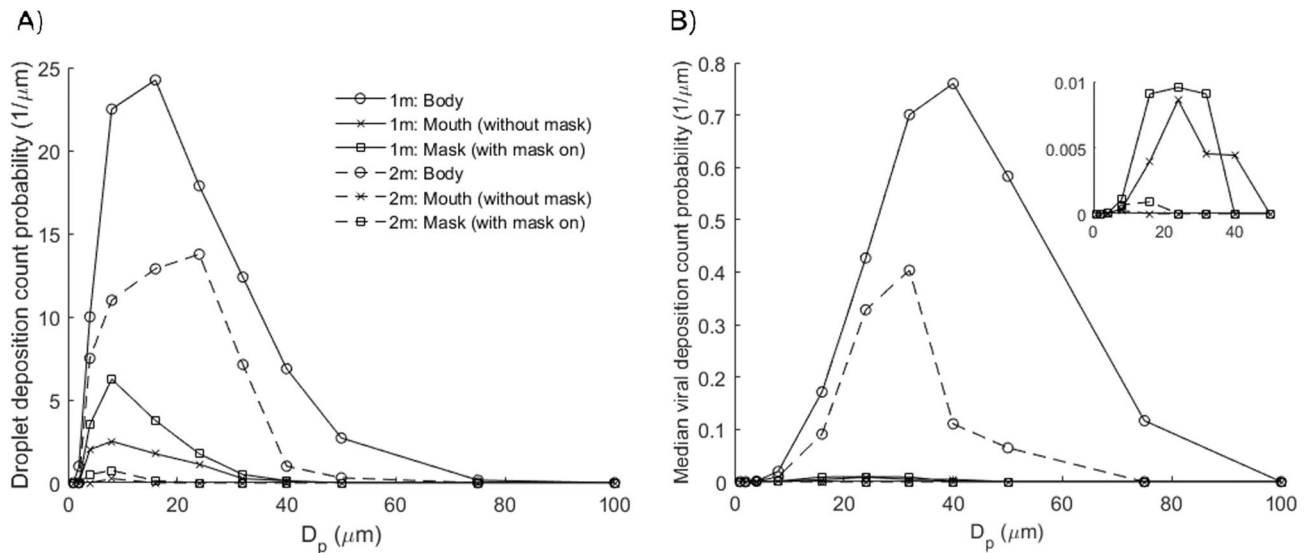 A)
Droplet deposition count probability (1/μm)
25
20
15
10
5
0
0
20
40
60
80
100
D_p (μm)
1m: Body
1m: Mouth (without mask)
1m: Mask (with mask on)
2m: Body
2m: Mouth (without mask)
2m: Mask (with mask on)
B)
Median viral deposition count probability (1/μm)
0.8
0.7
0.6
0.5
0.4
0.3
0.2
0.1
0
0
20
40
60
80
100
D_p (μm)
0.01
0.005
0
0
20
40